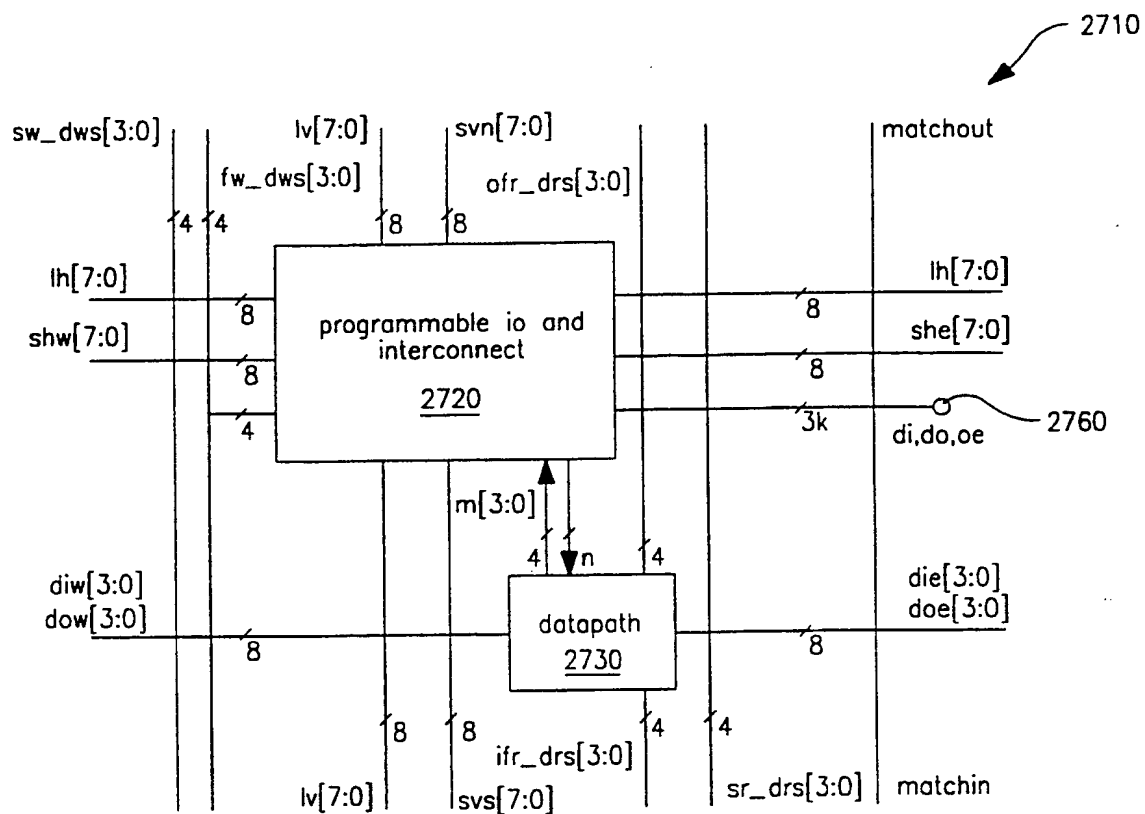 2710
sw_dws[3:0]
lv[7:0]
svn[7:0]
matchout
fw_dws[3:0]
ofr_drs[3:0]
4
4
8
8
lh[7:0]
lh[7:0]
8
8
programmable io and
interconnect
shw[7:0]
she[7:0]
8
8
2720
4
3k
2760
di,do,oe
m[3:0]
4
n
4
diw[3:0]
dow[3:0]
die[3:0]
doe[3:0]
8
datapath
2730
8
8
8
4
4
ifr_drs[3:0]
lv[7:0]
svs[7:0]
sr_drs[3:0]
matchin